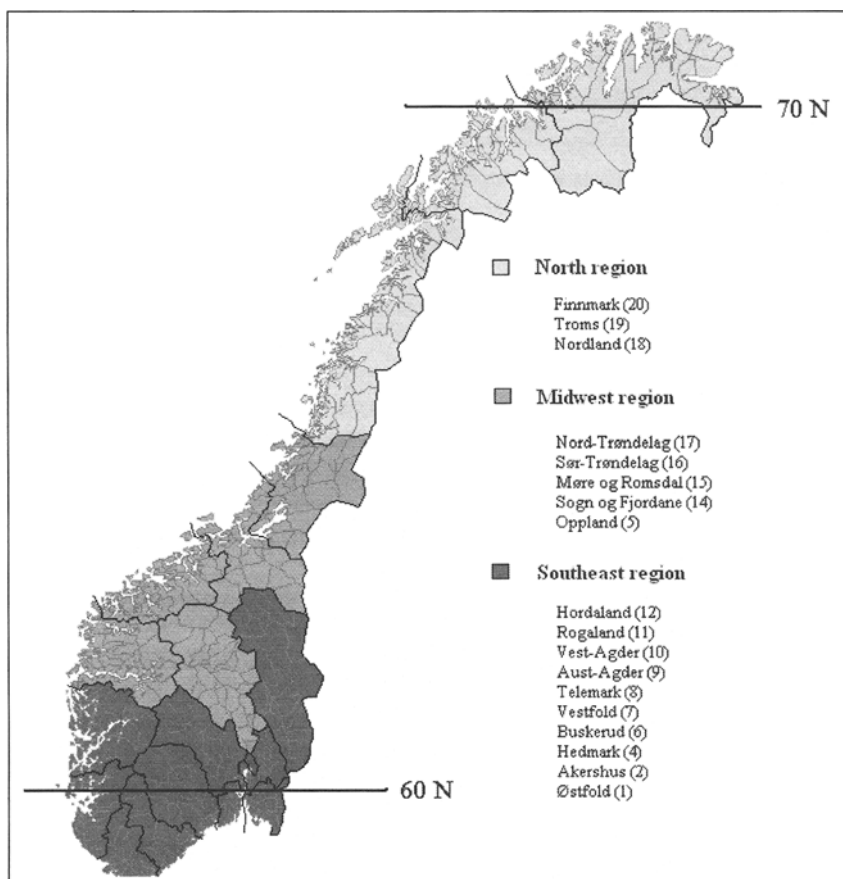 70 N
North region
Finnmark (20)
Troms (19)
Nordland (18)
Midwest region
Nord-Trøndelag (17)
Sør-Trøndelag (16)
Møre og Romsdal (15)
Sogn og Fjordane (14)
Oppland (5)
Southeast region
Hordaland (12)
Rogaland (11)
Vest-Agder (10)
Aust-Agder (9)
Telemark (8)
Vestfold (7)
Buskerud (6)
Hedmark (4)
Akershus (2)
Østfold (1)
60 N